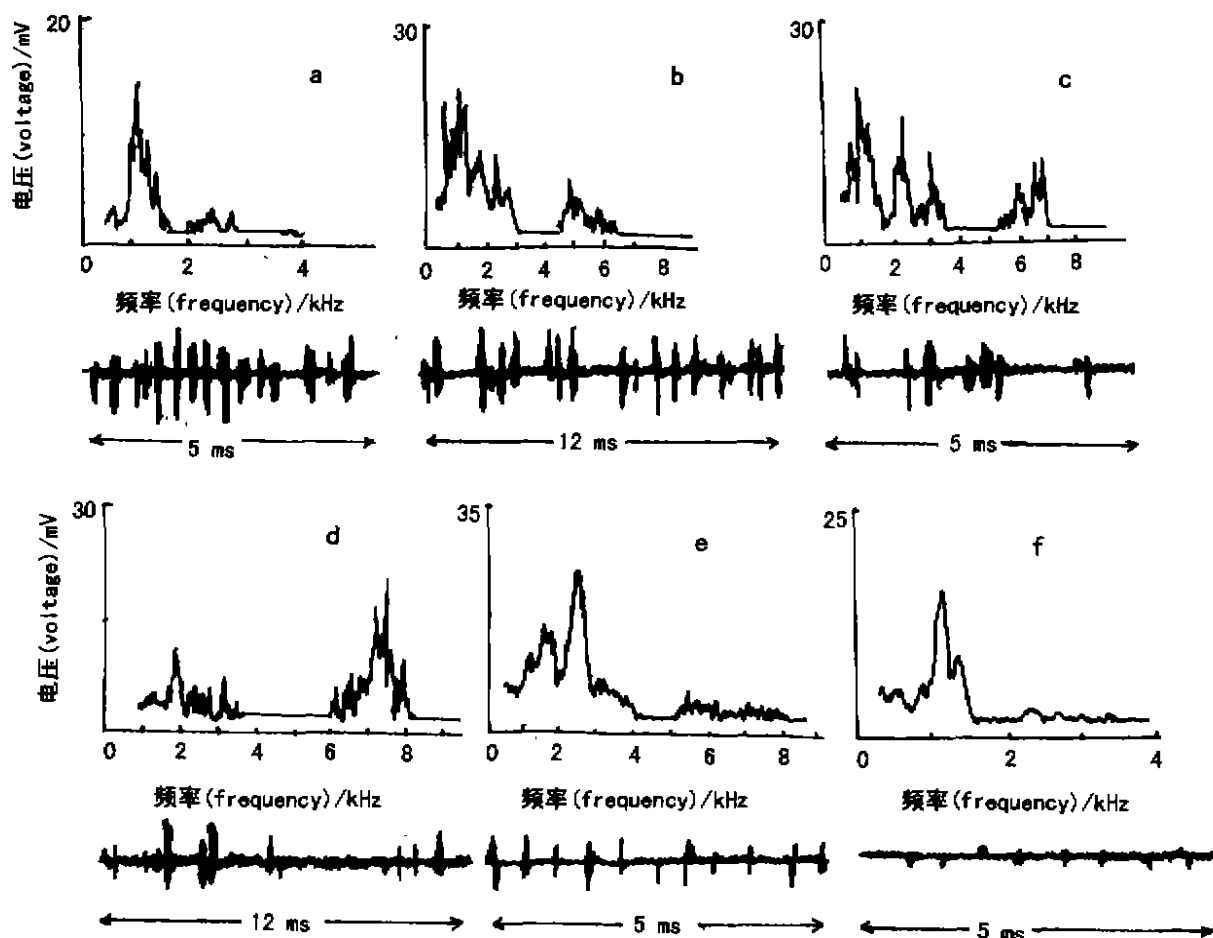 20
30
30
a
b
c
电压(voltage)/mV
0 2 4
0 2 4 6 8
0 2 4 6 8
频率(frequency)/kHz
频率(frequency)/kHz
频率(frequency)/kHz
5 ms
12 ms
5 ms
30
35
25
d
e
f
电压(voltage)/mV
0 2 4 6 8
0 2 4 6 8
0 2 4
频率(frequency)/kHz
频率(frequency)/kHz
频率(frequency)/kHz
12 ms
5 ms
5 ms